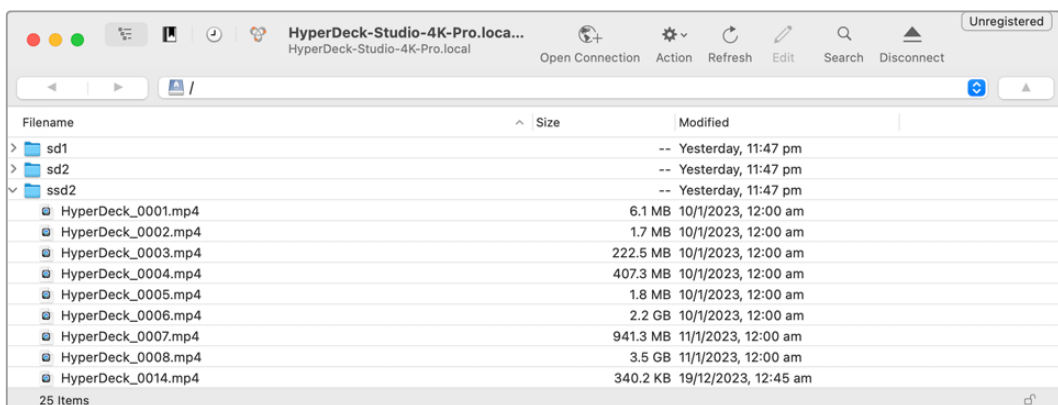 Unregistered
HyperDeck-Studio-4K-Pro.loca...
HyperDeck-Studio-4K-Pro.local
Open Connection Action Refresh Edit Search Disconnect
/
Filename Size Modified
sd1 -- Yesterday, 11:47 pm
sd2 -- Yesterday, 11:47 pm
ssd2 -- Yesterday, 11:47 pm
HyperDeck_0001.mp4 6.1 MB 10/1/2023, 12:00 am
HyperDeck_0002.mp4 1.7 MB 10/1/2023, 12:00 am
HyperDeck_0003.mp4 222.5 MB 10/1/2023, 12:00 am
HyperDeck_0004.mp4 407.3 MB 10/1/2023, 12:00 am
HyperDeck_0005.mp4 1.8 MB 10/1/2023, 12:00 am
HyperDeck_0006.mp4 2.2 GB 10/1/2023, 12:00 am
HyperDeck_0007.mp4 941.3 MB 11/1/2023, 12:00 am
HyperDeck_0008.mp4 3.5 GB 11/1/2023, 12:00 am
HyperDeck_0014.mp4 340.2 KB 19/12/2023, 12:45 am
25 Items